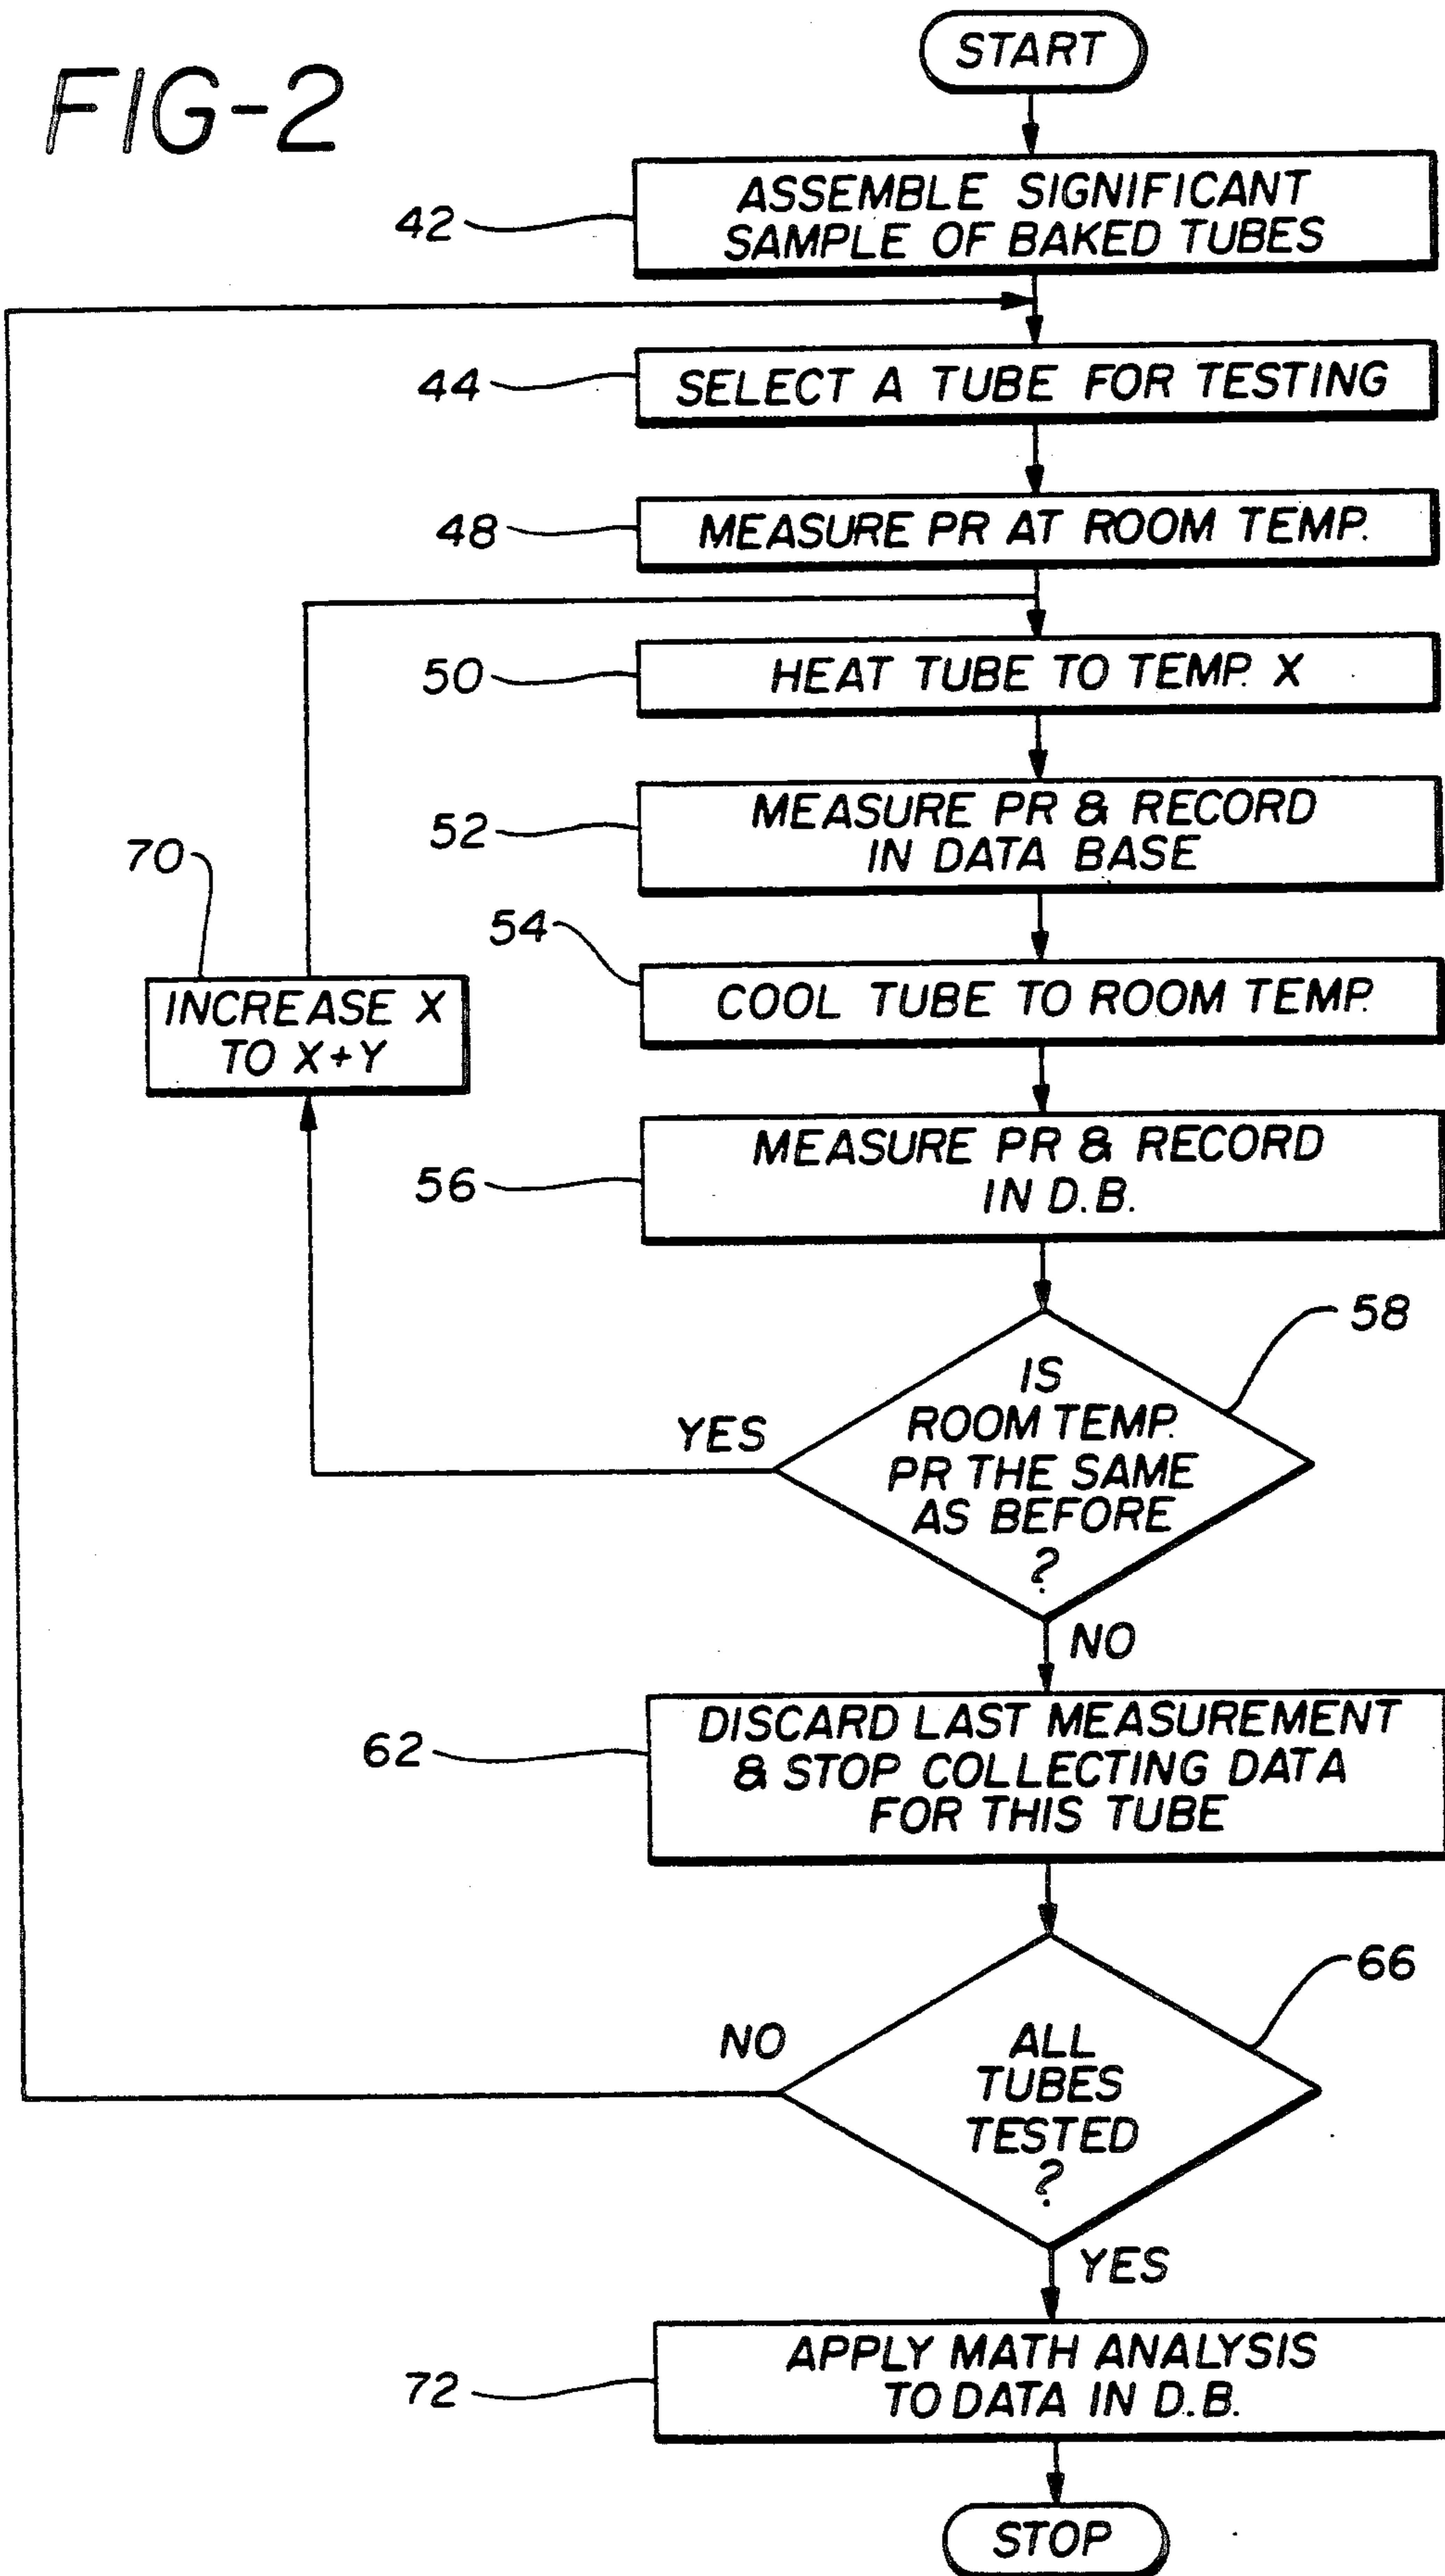 FIG-2
START
42
ASSEMBLE SIGNIFICANT
SAMPLE OF BAKED TUBES
44
SELECT A TUBE FOR TESTING
48
MEASURE PR AT ROOM TEMP.
50
HEAT TUBE TO TEMP. X
52
MEASURE PR & RECORD
IN DATA BASE
70
INCREASE X
TO X+Y
54
COOL TUBE TO ROOM TEMP.
56
MEASURE PR & RECORD
IN D.B.
58
IS
ROOM TEMP.
PR THE SAME
AS BEFORE
?
YES
NO
62
DISCARD LAST MEASUREMENT
& STOP COLLECTING DATA
FOR THIS TUBE
66
ALL
TUBES
TESTED
?
NO
YES
72
APPLY MATH ANALYSIS
TO DATA IN D.B.
STOP